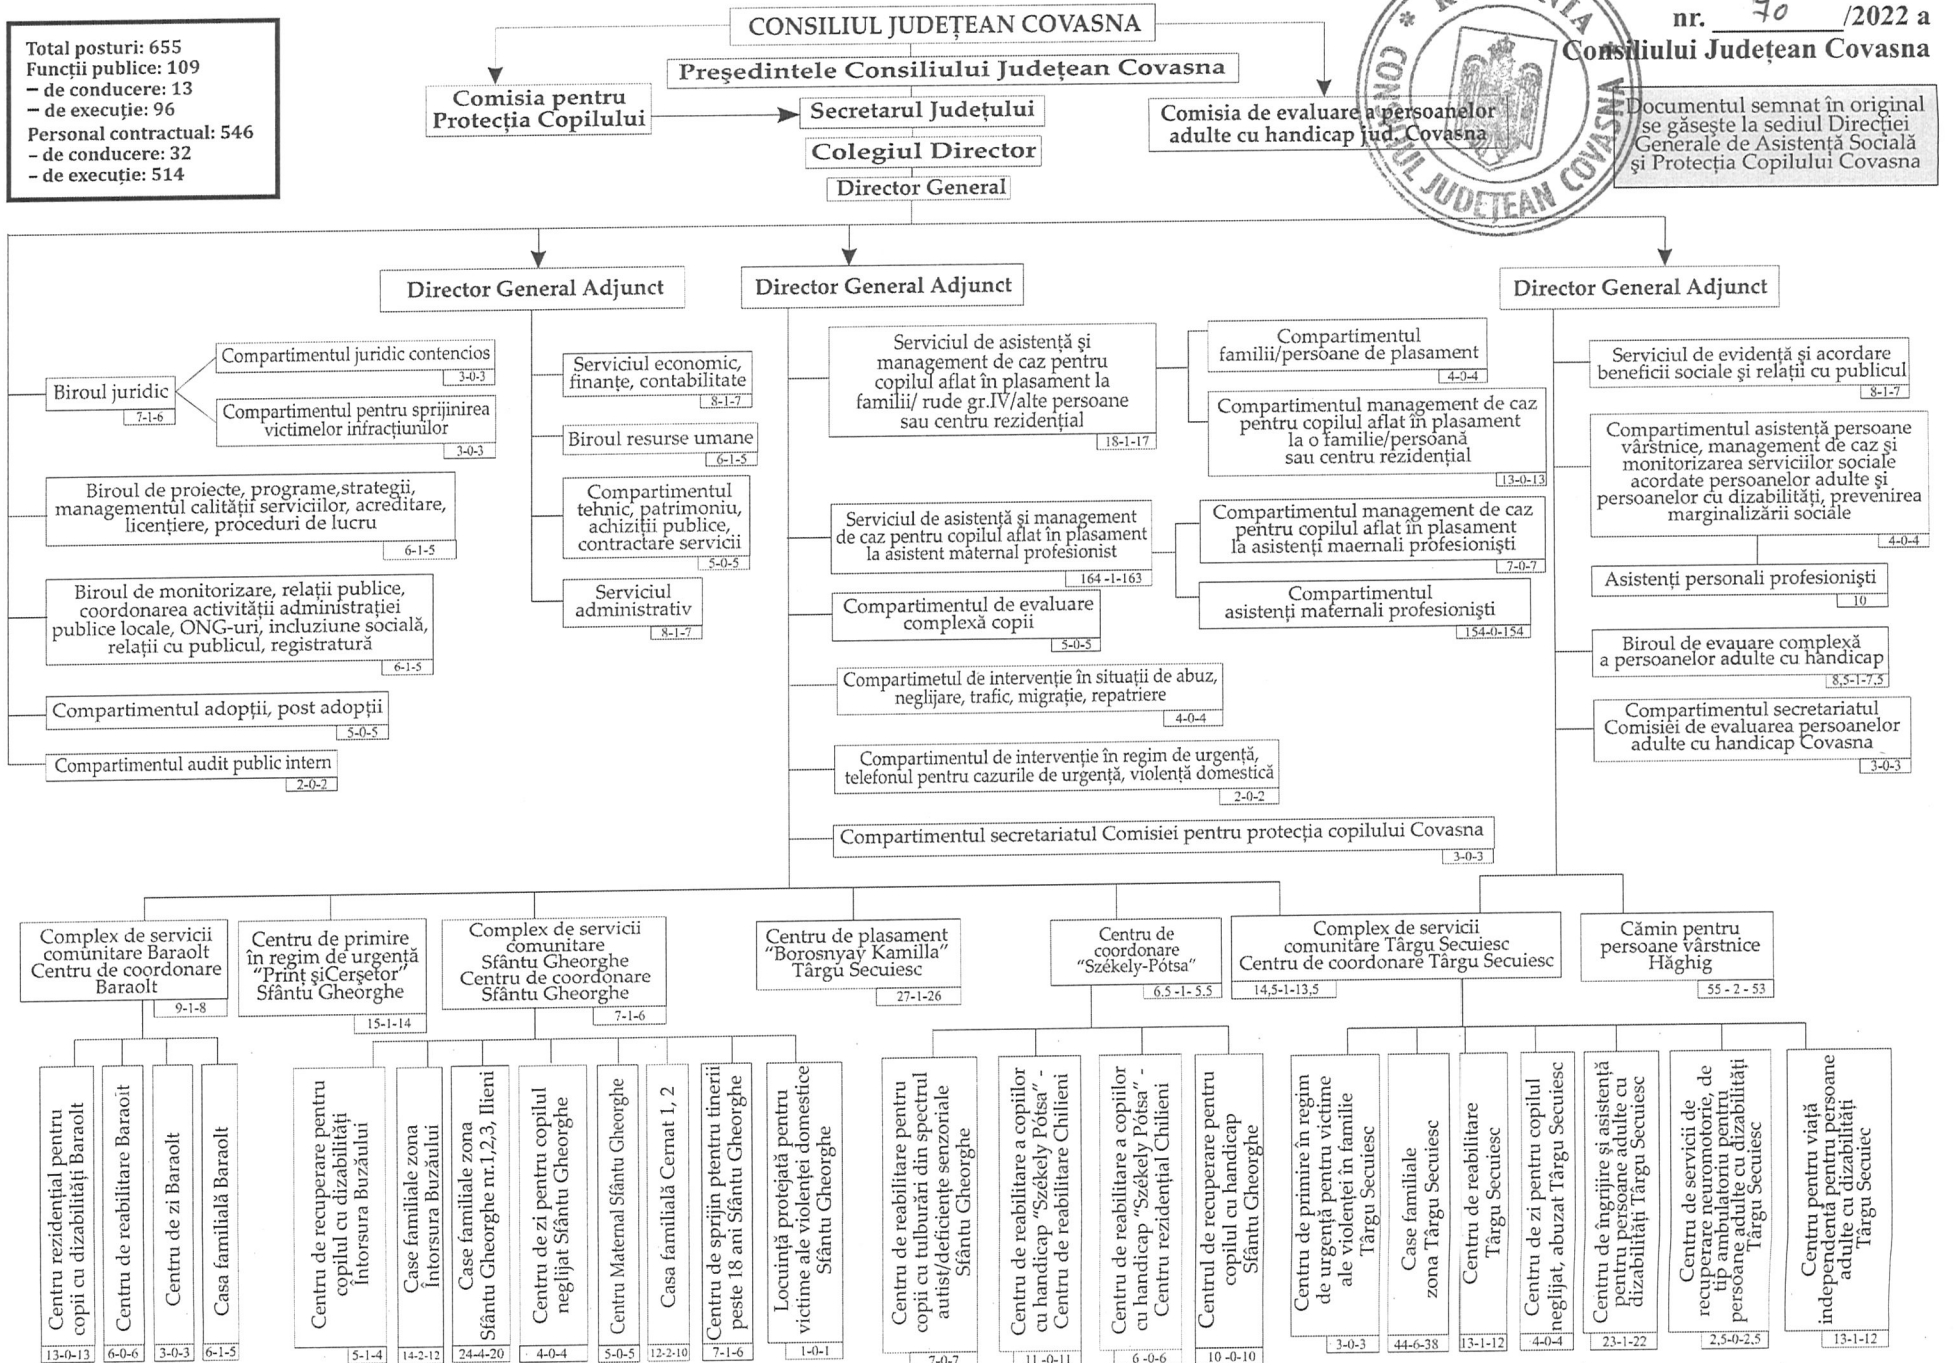 Total posturi: 655
Funcții publice: 109
– de conducere: 13
– de execuție: 96
Personal contractual: 546
– de conducere: 32
– de execuție: 514
CONSILIUL JUDEȚEAN COVASNA
Președintele Consiliului Județean Covasna
Comisia pentru
Protecția Copilului
Secretarul Județului
Colegiul Director
Director General
Comisia de evaluare a persoanelor
adulte cu handicap jud. Covasna
nr. 70 /2022 a
Consiliului Județean Covasna
* ROMÂNIA
CONSILIUL JUDEȚEAN COVASNA
Documentul semnat în original
se găsește la sediul Direcției
Generale de Asistență Socială
și Protecția Copilului Covasna
Director General Adjunct
Director General Adjunct
Director General Adjunct
Biroul juridic
7-1-6
Compartimentul juridic contencios
3-0-3
Compartimentul pentru sprijinirea
victimelor infracțiunilor
3-0-3
Biroul de proiecte, programe,strategii,
managementul calității serviciilor, acreditare,
licențiere, proceduri de lucru
6-1-5
Biroul de monitorizare, relații publice,
coordonarea activității administrației
publice locale, ONG-uri, incluziune socială,
relații cu publicul, registratură
6-1-5
Compartimentul adopții, post adopții
5-0-5
Compartimentul audit public intern
2-0-2
Serviciul economic,
finanțe, contabilitate
8-1-7
Biroul resurse umane
6-1-5
Compartimentul
tehnic, patrimoniu,
achiziții publice,
contractare servicii
5-0-5
Serviciul
administrativ
8-1-7
Serviciul de asistență și
management de caz pentru
copilul aflat în plasament la
familii/ rude gr.IV/alte persoane
sau centru rezidențial
18-1-17
Compartimentul
familii/persoane de plasament
4-0-4
Compartimentul management de caz
pentru copilul aflat în plasament
la o familie/persoană
sau centru rezidențial
13-0-13
Serviciul de asistență și management
de caz pentru copilul aflat în plasament
la asistent maternal profesionist
164 -1-163
Compartimentul management de caz
pentru copilul aflat în plasament
la asistenți maernali profesioniști
7-0-7
Compartimentul
asistenți maternali profesioniști
154-0-154
Compartimentul de evaluare
complexă copii
5-0-5
Compartimetul de intervenție în situații de abuz,
neglijare, trafic, migrație, repatriere
4-0-4
Compartimentul de intervenție în regim de urgență,
telefonul pentru cazurile de urgență, violență domestică
2-0-2
Compartimentul secretariatul Comisiei pentru protecția copilului Covasna
3-0-3
Serviciul de evidență și acordare
beneficii sociale și relații cu publicul
8-1-7
Compartimentul asistență persoane
vârstnice, management de caz și
monitorizarea serviciilor sociale
acordate persoanelor adulte și
persoanelor cu dizabilități, prevenirea
marginalizării sociale
4-0-4
Asistenți personali profesioniști
10
Biroul de evauare complexă
a persoanelor adulte cu handicap
8,5-1-7,5
Compartimentul secretariatul
Comisiei de evaluarea persoanelor
adulte cu handicap Covasna
3-0-3
Complex de servicii
comunitare Baraolt
Centru de coordonare
Baraolt
9-1-8
Centru de primire
în regim de urgență
"Prinț șiCerșetor"
Sfântu Gheorghe
15-1-14
Complex de servicii
comunitare
Sfântu Gheorghe
Centru de coordonare
Sfântu Gheorghe
7-1-6
Centru de plasament
"Borosnyay Kamilla"
Târgu Secuiesc
27-1-26
Centru de
coordonare
"Székely-Pótsa"
6,5 -1- 5,5
Complex de servicii
comunitare Târgu Secuiesc
Centru de coordonare Târgu Secuiesc
14,5-1-13,5
Cămin pentru
persoane vârstnice
Hăghig
55 - 2 - 53
Centru rezidențial pentru
copii cu dizabilități Baraolt
13-0-13
Centru de reabilitare Baraoit
6-0-6
Centru de zi Baraolt
3-0-3
Casa familială Baraolt
6-1-5
Centru de recuperare pentru
copilul cu dizabilități
Întorsura Buzăului
5-1-4
Case familiale zona
Întorsura Buzăului
14-2-12
Case familiale zona
Sfântu Gheorghe nr.1,2,3, Ilieni
24-4-20
Centru de zi pentru copilul
neglijat Sfântu Gheorghe
4-0-4
Centru Maternal Sfântu Gheorghe
5-0-5
Casa familială Cernat 1, 2
12-2-10
Centru de sprijin ptentru tinerii
peste 18 ani Sfântu Gheorghe
7-1-6
Locuință protejată pentru
victime ale violenței domestice
Sfântu Gheorghe
1-0-1
Centru de reabilitare pentru
copii cu tulburări din spectrul
autist/deficiențe senzoriale
Sfântu Gheorghe
7-0-7
Centru de reabilitare a copiilor
cu handicap "Székely Pótsa" -
Centru de reabilitare Chilieni
11 -0-11
Centru de reabilitare a copiilor
cu handicap "Székely Pótsa" -
Centru rezidențial Chilieni
6 -0-6
Centrul de recuperare pentru
copilul cu handicap
Sfântu Gheorghe
10 -0-10
Centru de primire în regim
de urgență pentru victime
ale violenței în familie
Târgu Secuiesc
3-0-3
Case familiale
zona Târgu Secuiesc
44-6-38
Centru de reabilitare
Târgu Secuiesc
13-1-12
Centru de zi pentru copilul
neglijat, abuzat Târgu Secuiesc
4-0-4
Centru de îngrijire și asistență
pentru persoane adulte cu
dizabilități Târgu Secuiesc
23-1-22
Centru de servicii de
recuperare neuromotorie, de
tip ambulatoriu pentru
persoane adulte cu dizabilități
Târgu Secuiesc
2,5-0-2,5
Centru pentru viață
independentă pentru persoane
adulte cu dizabilități
Târgu Secuiec
13-1-12